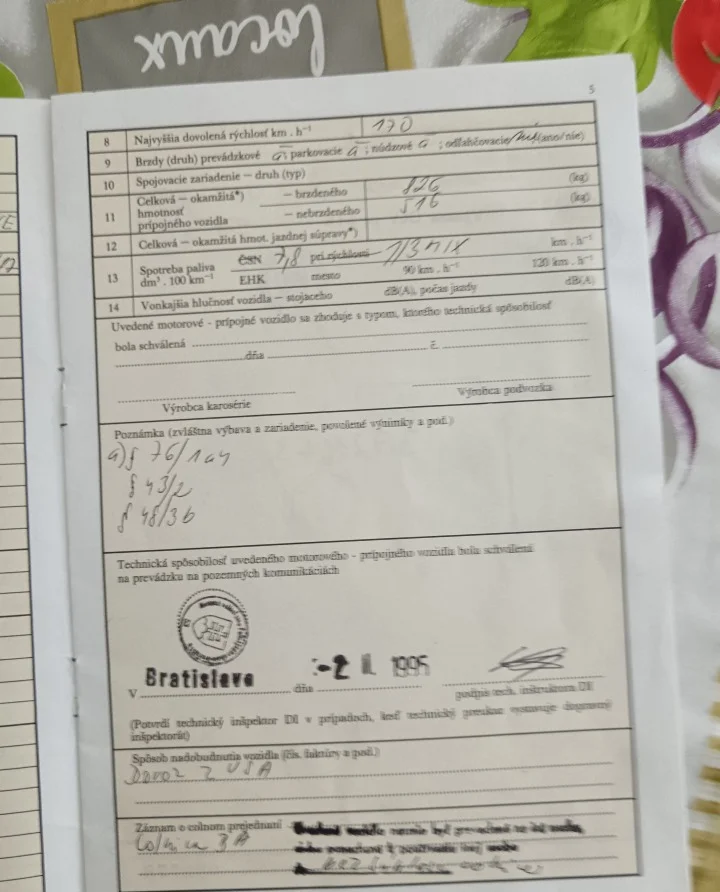 locaux
5
8 Najvyššia dovolená rýchlosť km . h⁻¹ 170
9 Brzdy (druh) prevádzkové parkovacie ; núdzové ; odľahčovacie (áno/nie)
10 Spojovacie zariadenie – druh (typ)
11 Celková – okamžitá*) hmotnosť prípojného vozidla – brzdeného 826 (kg)
– nebrzdeného 516 (kg)
12 Celková – okamžitá hmot. jazdnej súpravy*)
13 Spotreba paliva dm³ . 100 km⁻¹ ČSN 7,8 pri rýchlosti km . h⁻¹
EHK mesto 90 km . h⁻¹ 120 km . h⁻¹
14 Vonkajšia hlučnosť vozidla – stojaceho dB(A), počas jazdy dB(A)
Uvedené motorové - prípojné vozidlo sa zhoduje s typom, ktorého technická spôsobilosť
bola schválená
dňa č.
Výrobca karosérie Výrobca podvozku
Poznámka (zvláštna výbava a zariadenie, povolené výnimky a pod.)
a) § 76/1a4
§ 43/2
§ 48/3b
Technická spôsobilosť uvedeného motorového - prípojného vozidla bola schválená
na prevádzku na pozemných komunikáciách
V Bratislava dňa -2 II. 1995
podpis tech. inšpektora DI
(Potvrdí technický inšpektor DI v prípadoch, keď technický preukaz vystavuje dopravný
inšpektorát)
Spôsob nadobudnutia vozidla (čís. faktúry a pod.)
Dovoz z USA
Záznam o colnom prejednaní
Colnica BA